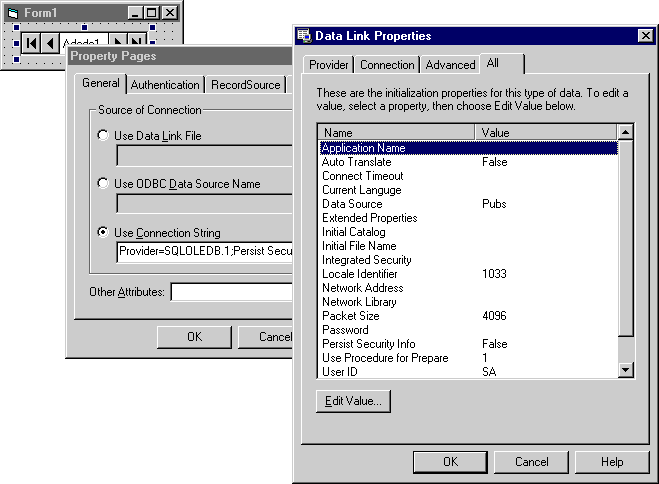 Form1
Adodc1
Property Pages
General Authentication RecordSource
Source of Connection
Use Data Link File
Use ODBC Data Source Name
Use Connection String
Provider=SQLOLEDB.1;Persist Secu
Other Attributes:
OK Cancel
Data Link Properties
Provider Connection Advanced All
These are the initialization properties for this type of data. To edit a
value, select a property, then choose Edit Value below.
Name Value
Application Name
Auto Translate False
Connect Timeout
Current Languge
Data Source Pubs
Extended Properties
Initial Catalog
Initial File Name
Integrated Security
Locale Identifier 1033
Network Address
Network Library
Packet Size 4096
Password
Persist Security Info False
Use Procedure for Prepare 1
User ID SA
Edit Value...
OK Cancel Help